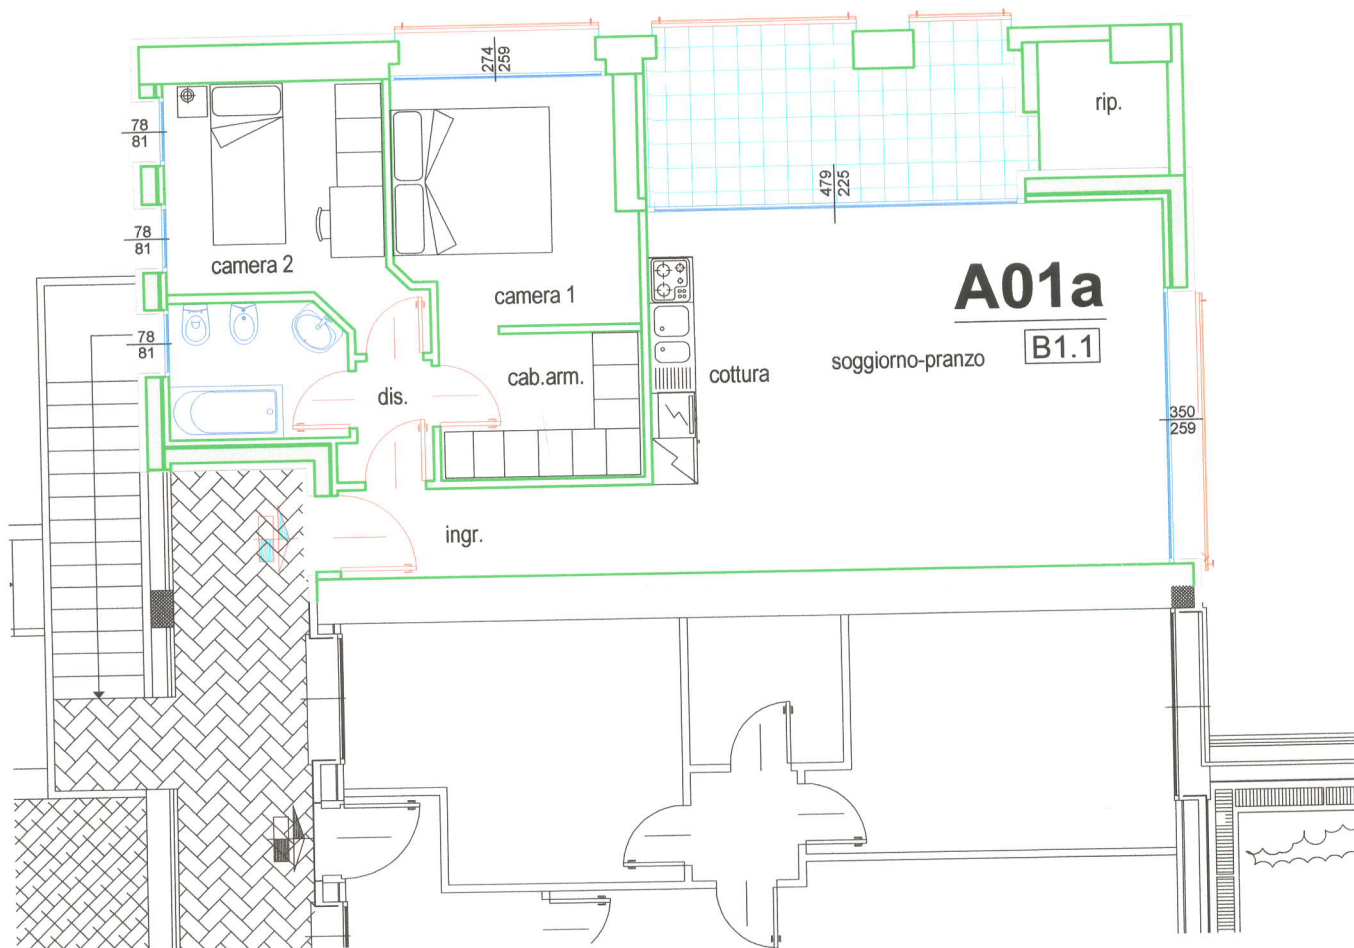 274
259
rip.
78
81
479
225
78
81
camera 2
camera 1
A01a
B1.1
78
81
cab.arm.
cottura
soggiorno-pranzo
dis.
350
259
ingr.